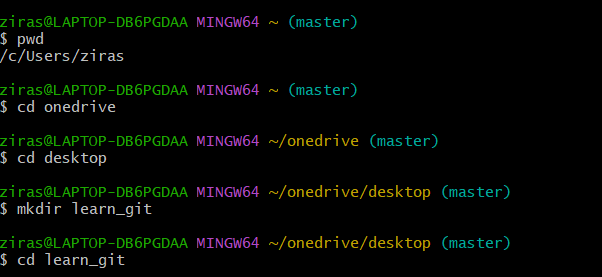 ziras@LAPTOP-DB6PGDAA MINGW64 ~ (master)
$ pwd
/c/Users/ziras
ziras@LAPTOP-DB6PGDAA MINGW64 ~ (master)
$ cd onedrive
ziras@LAPTOP-DB6PGDAA MINGW64 ~/onedrive (master)
$ cd desktop
ziras@LAPTOP-DB6PGDAA MINGW64 ~/onedrive/desktop (master)
$ mkdir learn_git
ziras@LAPTOP-DB6PGDAA MINGW64 ~/onedrive/desktop (master)
$ cd learn_git